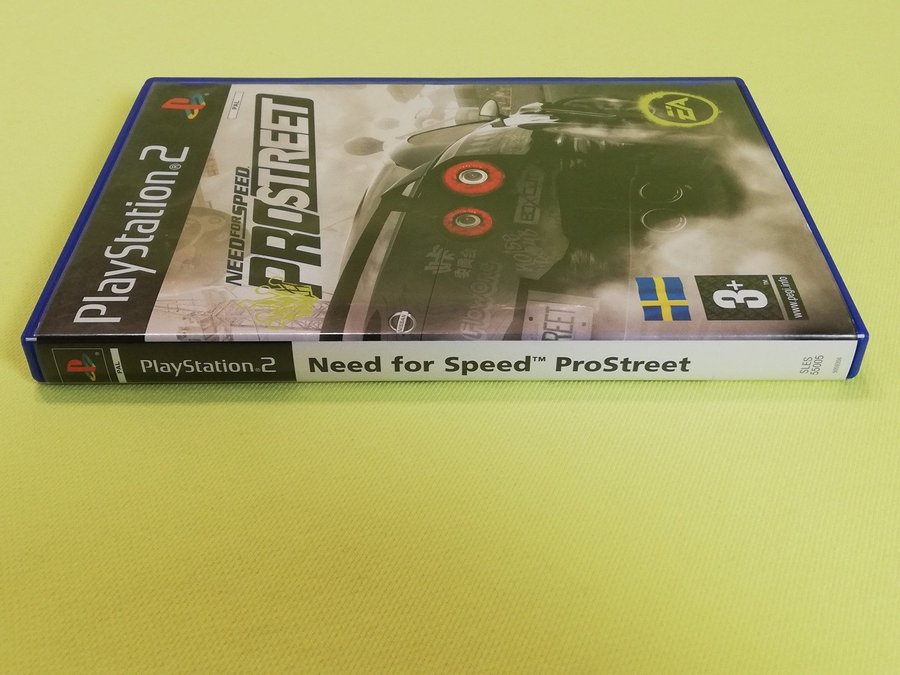 PlayStation®2
PAL
NEED FOR SPEED
PROSTREET
EA
3+
www.pegi.info
PAL
PlayStation®2
Need for Speed™ ProStreet
SLES
55005